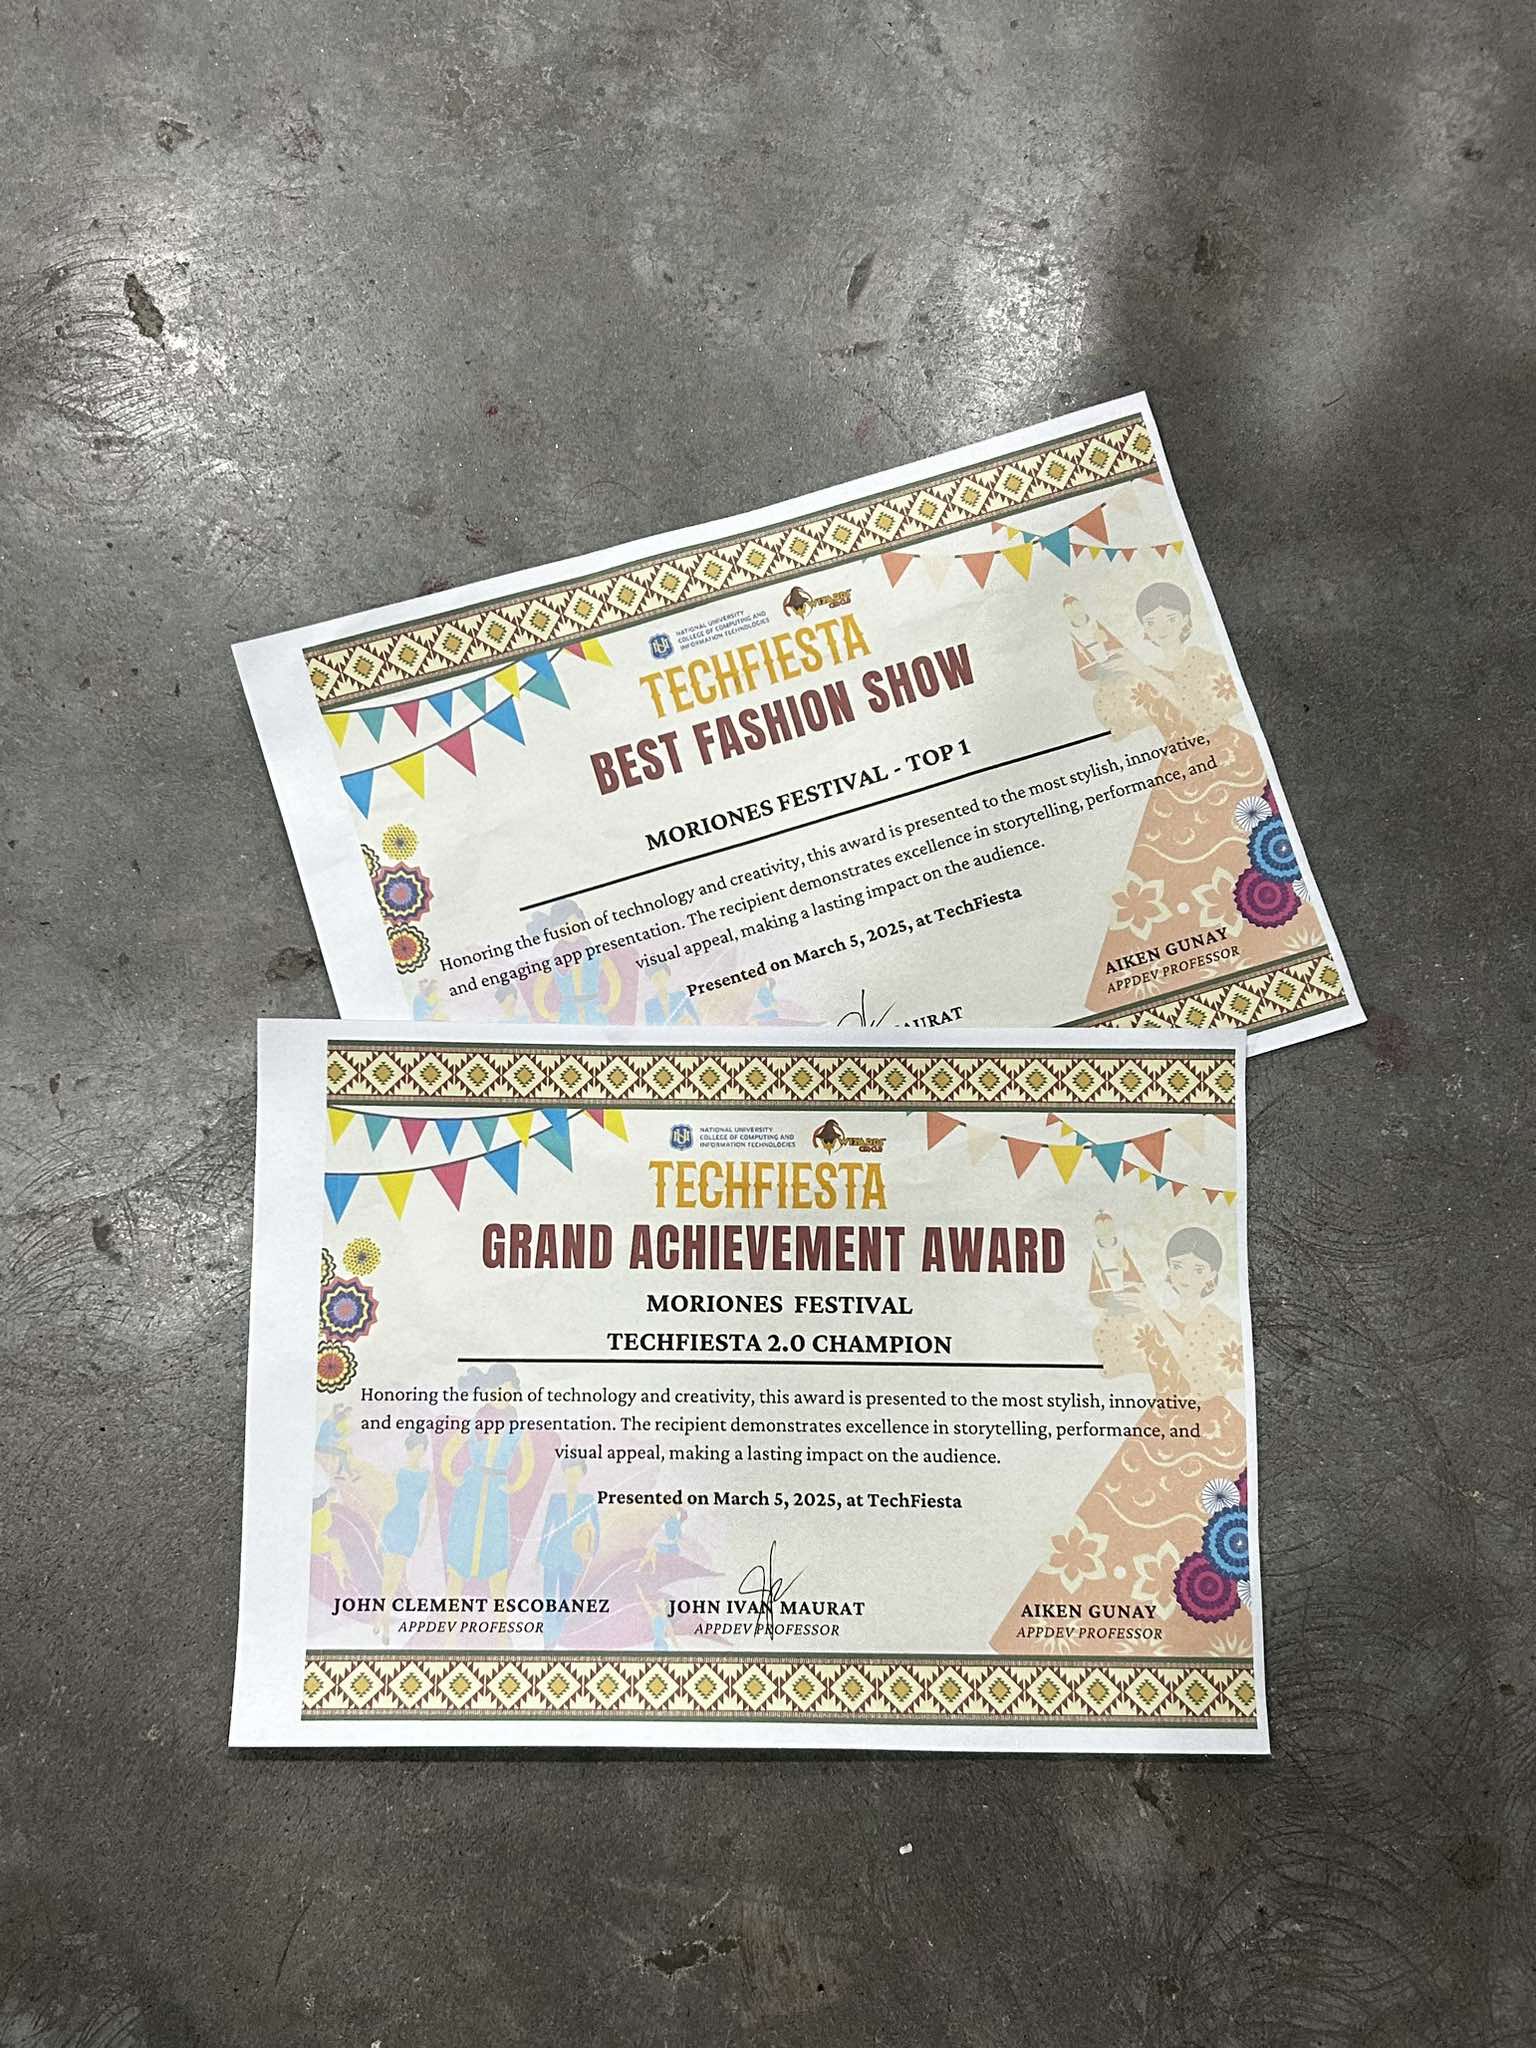 NATIONAL UNIVERSITY
COLLEGE OF COMPUTING AND
INFORMATION TECHNOLOGIES
WIZARDS'
CIRCLE
TECHFIESTA
BEST FASHION SHOW
MORIONES FESTIVAL - TOP 1
Honoring the fusion of technology and creativity, this award is presented to the most stylish, innovative,
and engaging app presentation. The recipient demonstrates excellence in storytelling, performance, and
visual appeal, making a lasting impact on the audience.
Presented on March 5, 2025, at TechFiesta
AURAT
AIKEN GUNAY
APPDEV PROFESSOR
NATIONAL UNIVERSITY
COLLEGE OF COMPUTING AND
INFORMATION TECHNOLOGIES
WIZARDS'
CIRCLE
TECHFIESTA
GRAND ACHIEVEMENT AWARD
MORIONES FESTIVAL
TECHFIESTA 2.0 CHAMPION
Honoring the fusion of technology and creativity, this award is presented to the most stylish, innovative,
and engaging app presentation. The recipient demonstrates excellence in storytelling, performance, and
visual appeal, making a lasting impact on the audience.
Presented on March 5, 2025, at TechFiesta
JOHN CLEMENT ESCOBANEZ
APPDEV PROFESSOR
JOHN IVAN MAURAT
APPDEV PROFESSOR
AIKEN GUNAY
APPDEV PROFESSOR